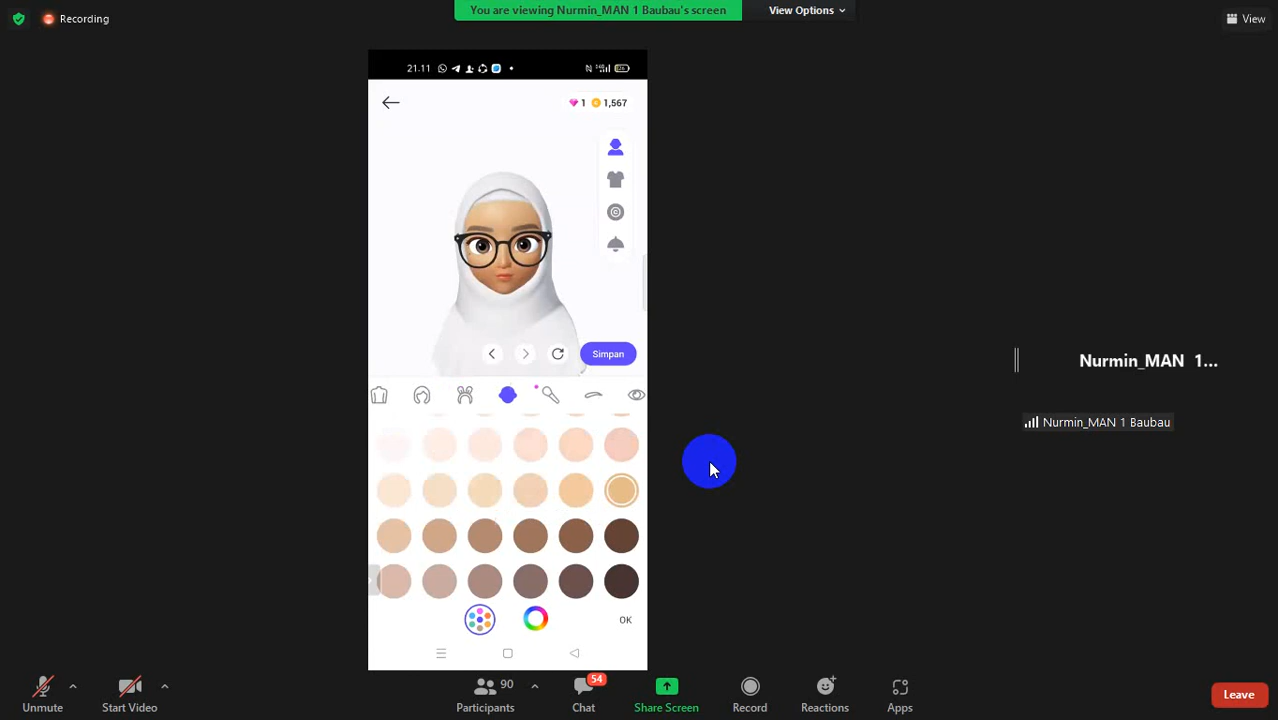 Recording
You are viewing Nurmin_MAN 1 Baubau's screen
View Options
View
21.11
1
1,567
Simpan
OK
Nurmin_MAN 1...
Nurmin_MAN 1 Baubau
Unmute
Start Video
90
Participants
54
Chat
Share Screen
Record
Reactions
Apps
Leave